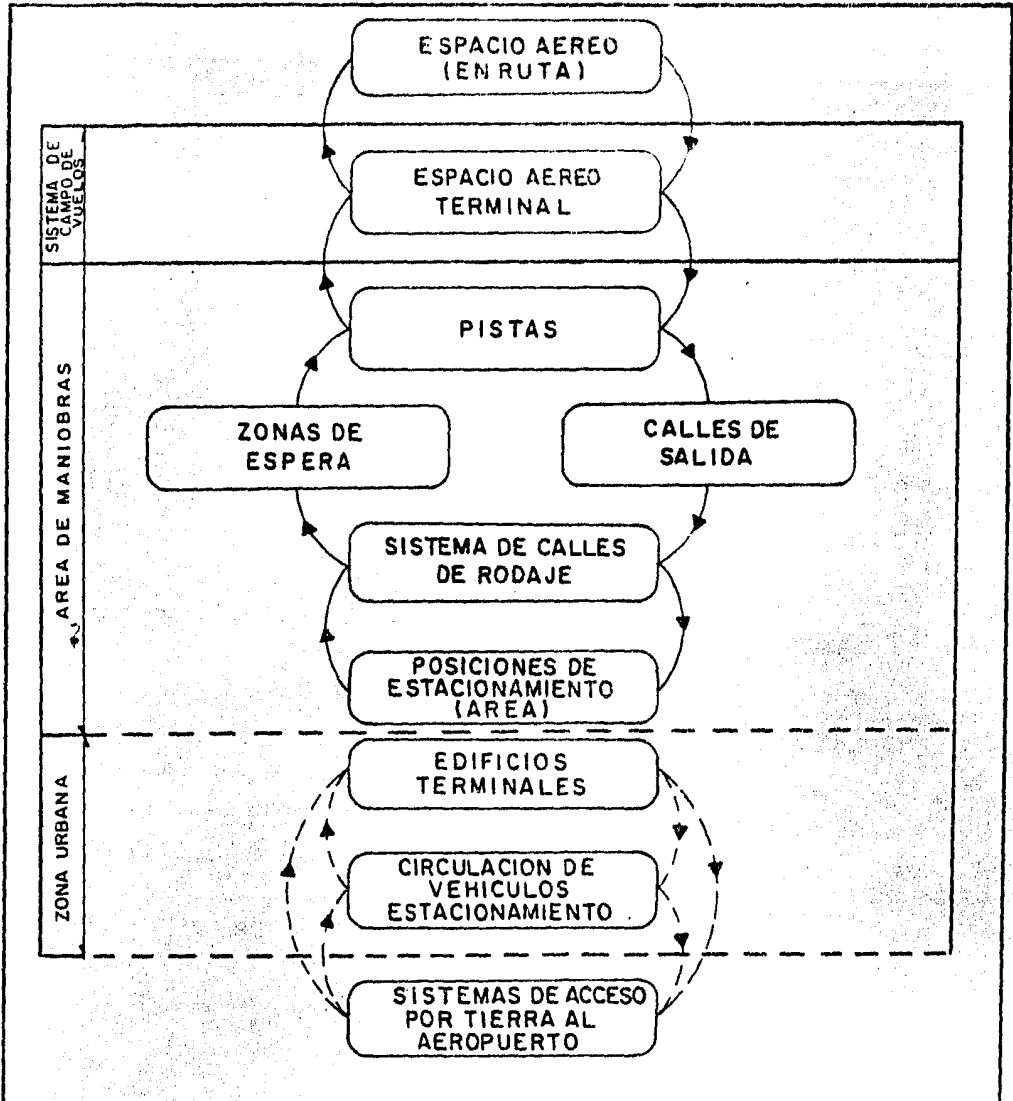 ESPACIO AEREO
(EN RUTA)
SISTEMA DE
CAMPO DE
VUELOS
ESPACIO AEREO
TERMINAL
AREA DE MANIOBRAS
PISTAS
ZONAS DE
ESPERA
CALLES DE
SALIDA
SISTEMA DE CALLES
DE RODAJE
POSICIONES DE
ESTACIONAMIENTO
(AREA)
ZONA URBANA
EDIFICIOS
TERMINALES
CIRCULACION DE
VEHICULOS
ESTACIONAMIENTO
SISTEMAS DE ACCESO
POR TIERRA AL
AEROPUERTO